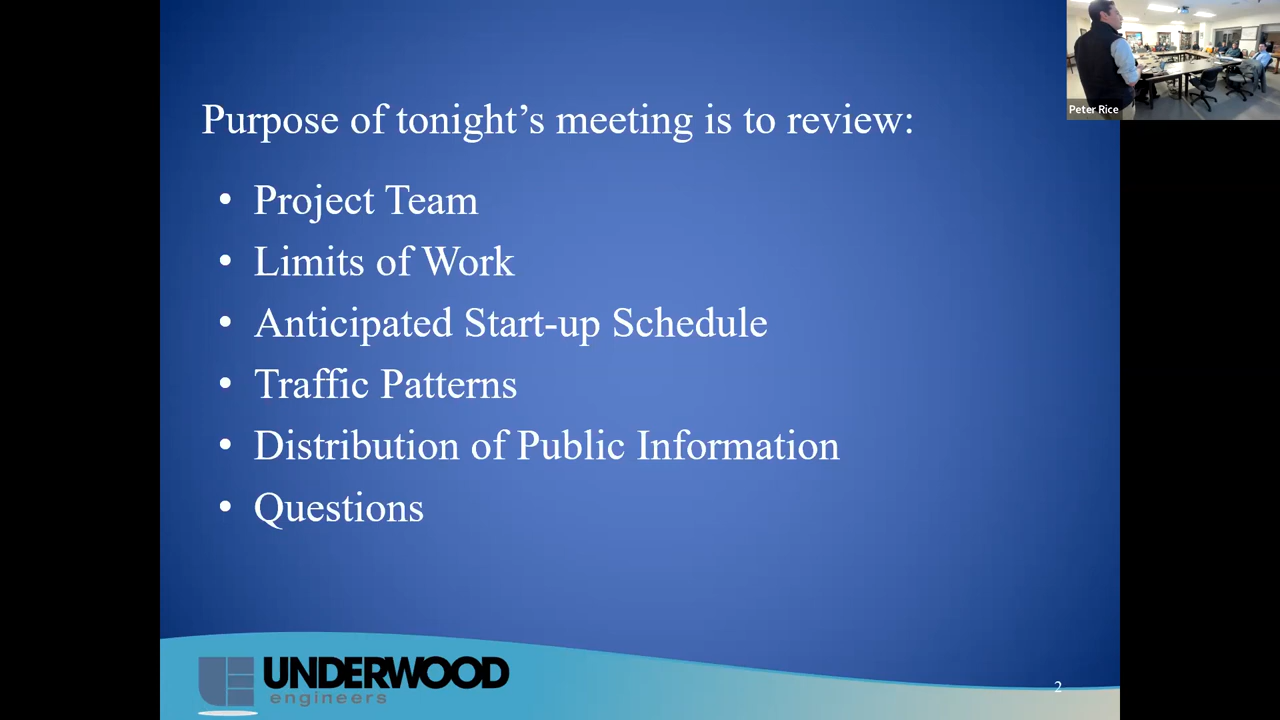 Peter Rice
Purpose of tonight’s meeting is to review:
• Project Team
• Limits of Work
• Anticipated Start-up Schedule
• Traffic Patterns
• Distribution of Public Information
• Questions
UNDERWOOD
engineers
2